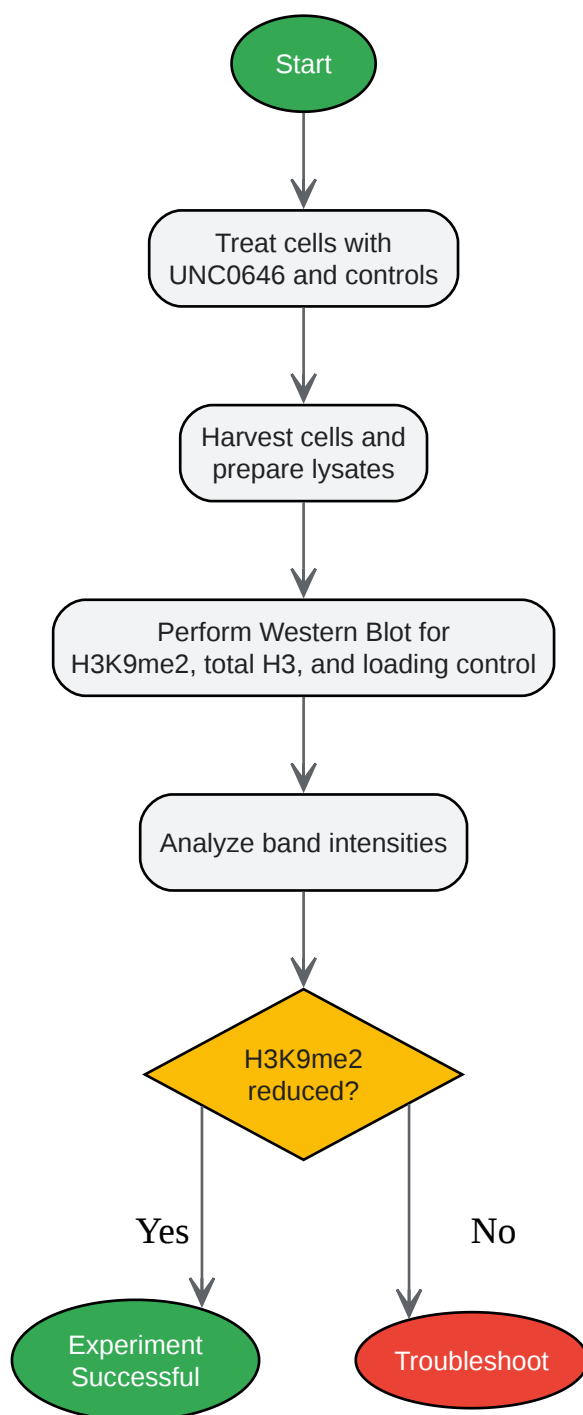 Start
Treat cells with
UNC0646 and controls
Harvest cells and
prepare lysates
Perform Western Blot for
H3K9me2, total H3, and loading control
Analyze band intensities
H3K9me2
reduced?
Yes
No
Experiment
Successful
Troubleshoot